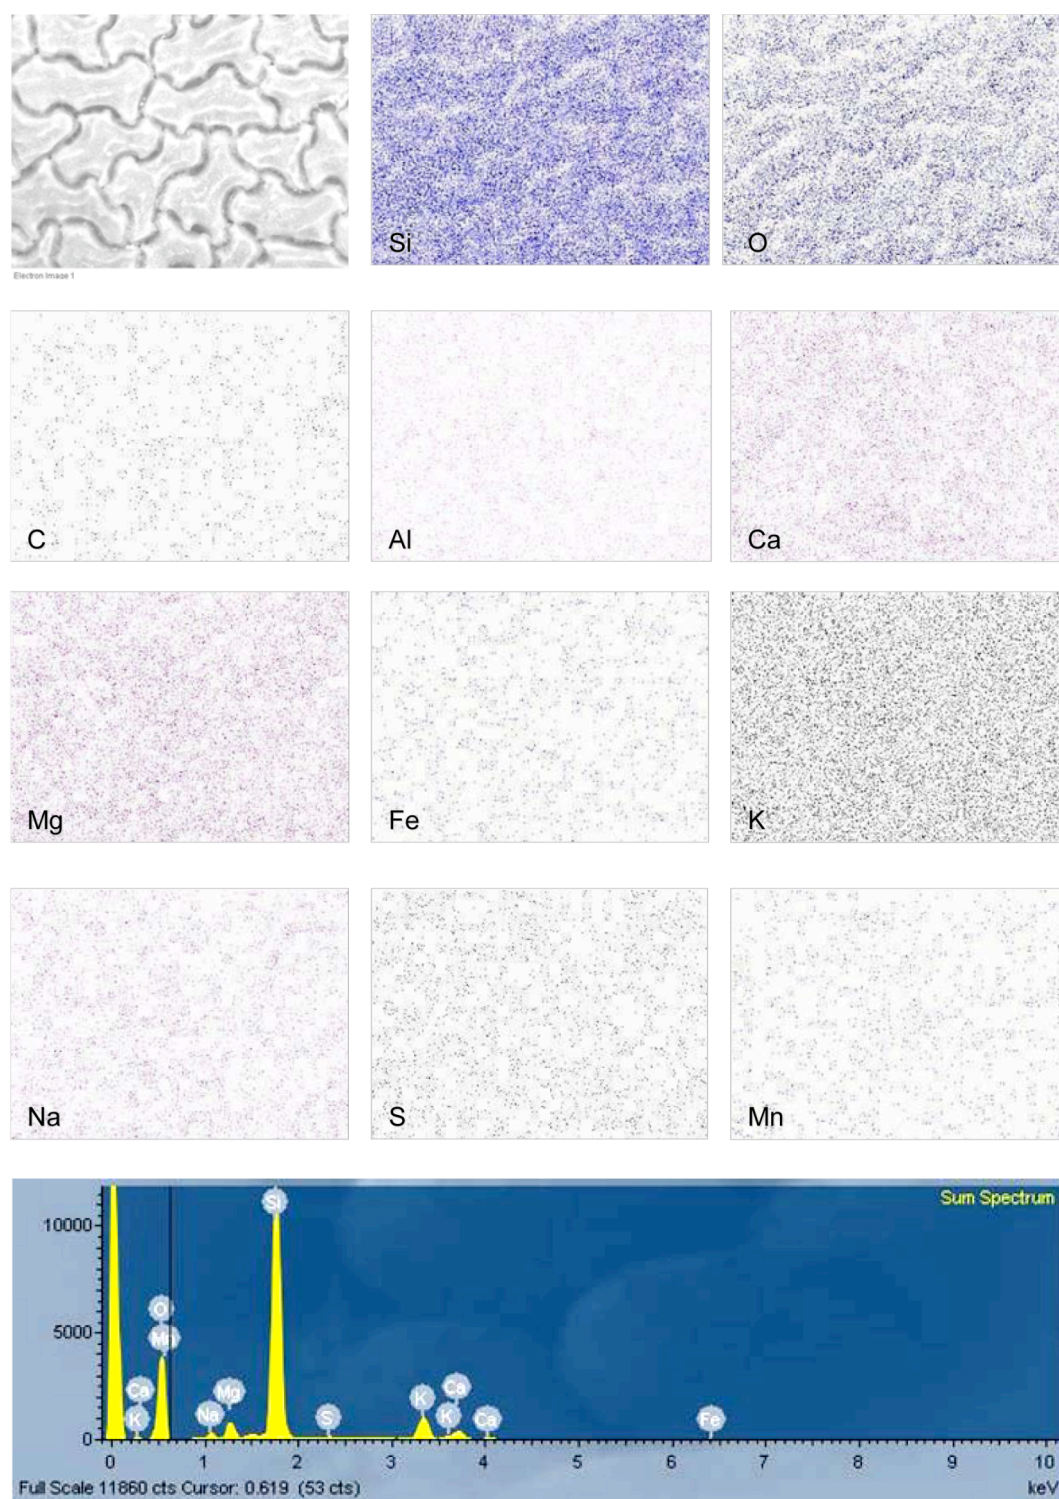 Electron Image 1
Si
O
C
Al
Ca
Mg
Fe
K
Na
S
Mn
Sum Spectrum
10000
5000
0
Si
O
Mn
Ca
K
Na
Mg
S
K
Ca
K
Ca
Fe
0 1 2 3 4 5 6 7 8 9 10
Full Scale 11860 cts Cursor: 0.619 (53 cts)
keV